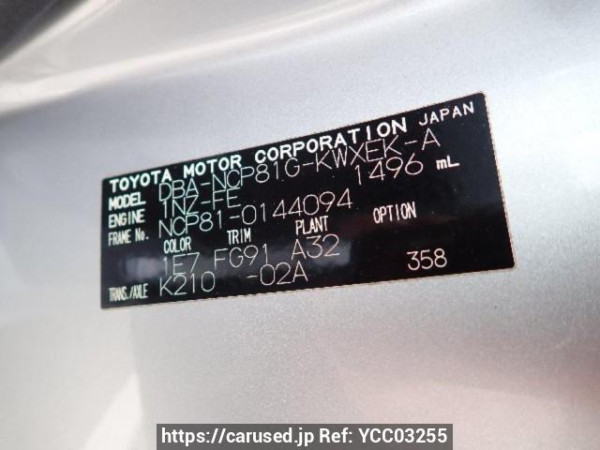 TOYOTA MOTOR CORPORATION JAPAN
MODEL DBA-NCP81G-KWXEK-A
ENGINE 1NZ-FE 1496 mL
FRAME No. NCP81-0144094
COLOR TRIM PLANT OPTION
1E7 FG91 A32
TRANS./AXLE K210 -02A 358
https://carused.jp Ref: YCC03255